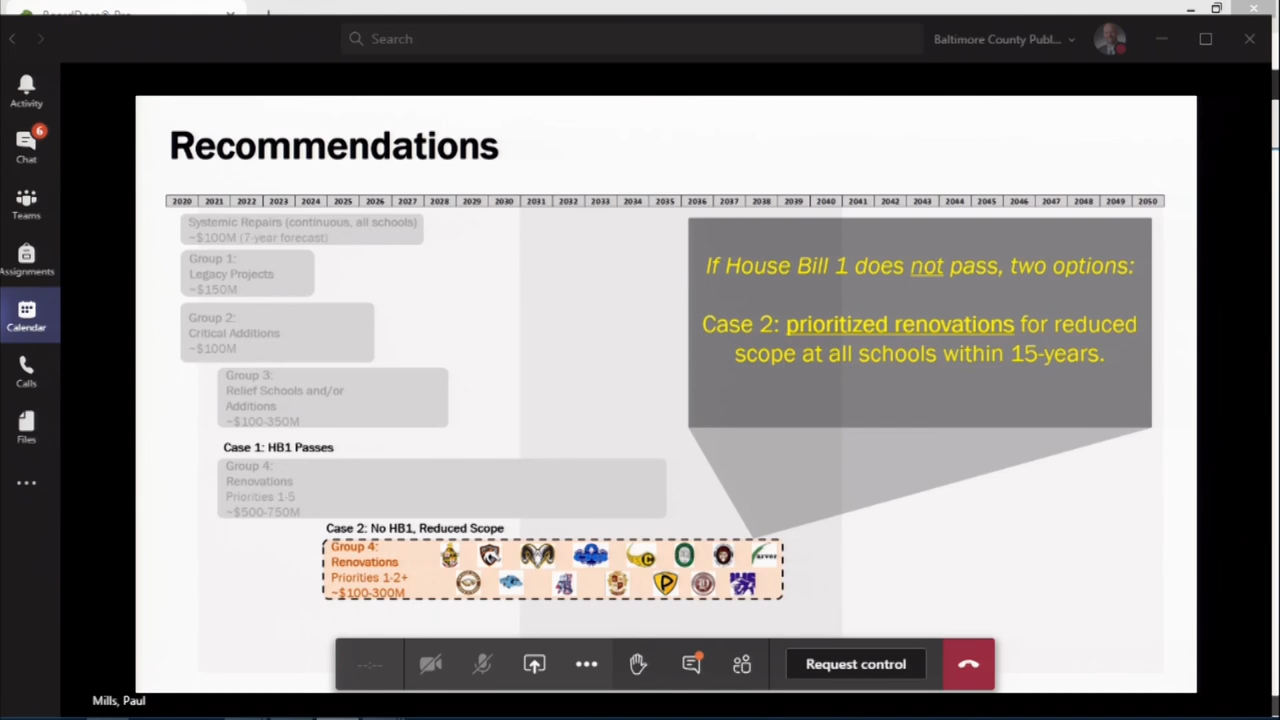 Search
Baltimore County Publ...
Activity
6
Chat
Teams
Assignments
Calendar
Calls
Files
Recommendations
2020 2021 2022 2023 2024 2025 2026 2027 2028 2029 2030 2031 2032 2033 2034 2035 2036 2037 2038 2039 2040 2041 2042 2043 2044 2045 2046 2047 2048 2049 2050
Systemic Repairs (continuous, all schools)
~$100M (7-year forecast)
Group 1:
Legacy Projects
~$150M
Group 2:
Critical Additions
~$100M
Group 3:
Relief Schools and/or
Additions
~$100-350M
Case 1: HB1 Passes
Group 4:
Renovations
Priorities 1-5
~$500-750M
Case 2: No HB1, Reduced Scope
Group 4:
Renovations
Priorities 1-2+
~$100-300M
If House Bill 1 does not pass, two options:
Case 2: prioritized renovations for reduced
scope at all schools within 15-years.
--:--
Request control
Mills, Paul